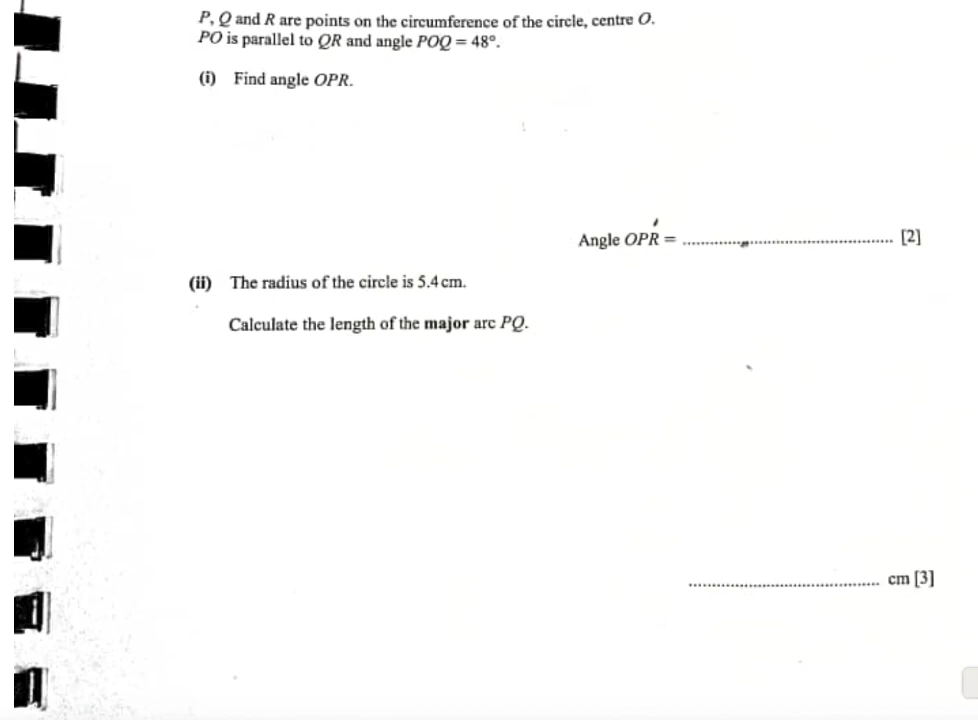 P, Q and R are points on the circumference of the circle, centre O.
PO is parallel to QR and angle POQ = 48°.
(i) Find angle OPR.
Angle OPR = .............................................. [2]
(ii) The radius of the circle is 5.4 cm.
Calculate the length of the major arc PQ.
.......................................... cm [3]